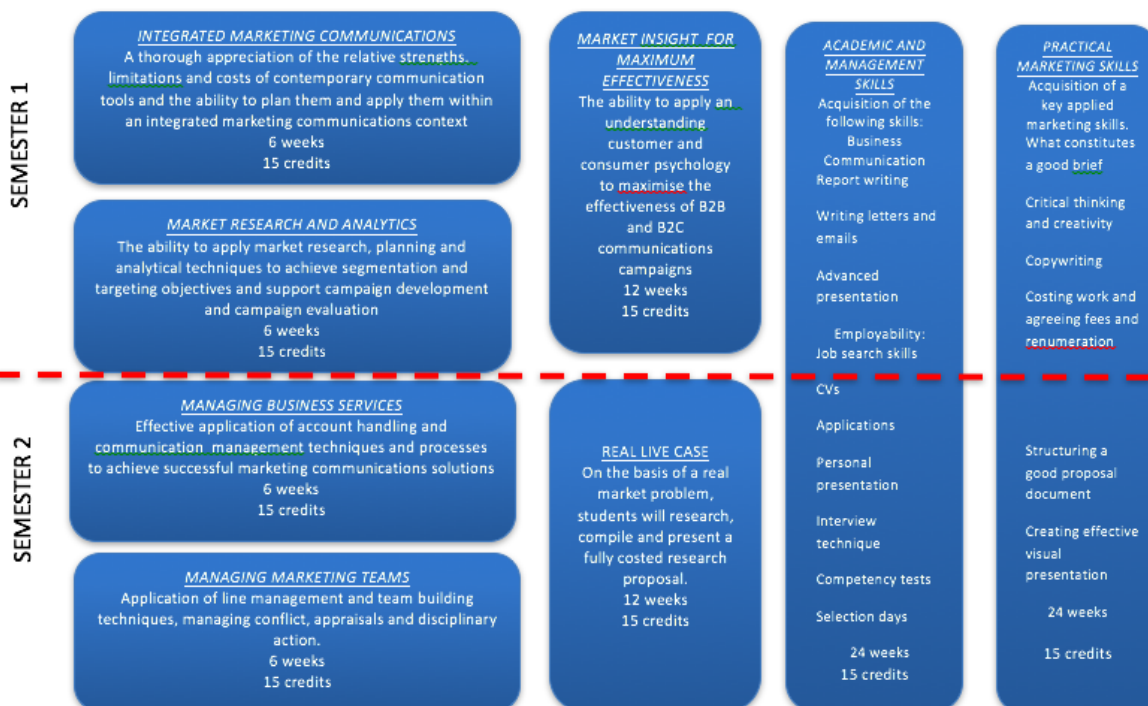 SEMESTER 1
INTEGRATED MARKETING COMMUNICATIONS
A thorough appreciation of the relative strengths,
limitations and costs of contemporary communication
tools and the ability to plan them and apply them within
an integrated marketing communications context
6 weeks
15 credits
MARKET RESEARCH AND ANALYTICS
The ability to apply market research, planning and
analytical techniques to achieve segmentation and
targeting objectives and support campaign development
and campaign evaluation
6 weeks
15 credits
MARKET INSIGHT FOR
MAXIMUM
EFFECTIVENESS
The ability to apply an
understanding
customer and
consumer psychology
to maximise the
effectiveness of B2B
and B2C
communications
campaigns
12 weeks
15 credits
SEMESTER 2
MANAGING BUSINESS SERVICES
Effective application of account handling and
communication management techniques and processes
to achieve successful marketing communications solutions
6 weeks
15 credits
MANAGING MARKETING TEAMS
Application of line management and team building
techniques, managing conflict, appraisals and disciplinary
action.
6 weeks
15 credits
REAL LIVE CASE
On the basis of a real
market problem,
students will research,
compile and present a
fully costed research
proposal.
12 weeks
15 credits
ACADEMIC AND
MANAGEMENT
SKILLS
Acquisition of the
following skills:
Business
Communication
Report writing
Writing letters and
emails
Advanced
presentation
Employability:
Job search skills
CVs
Applications
Personal
presentation
Interview
technique
Competency tests
Selection days
24 weeks
15 credits
PRACTICAL
MARKETING SKILLS
Acquisition of a
key applied
marketing skills.
What constitutes
a good brief
Critical thinking
and creativity
Copywriting
Costing work and
agreeing fees and
renumeration
Structuring a
good proposal
document
Creating effective
visual
presentation
24 weeks
15 credits